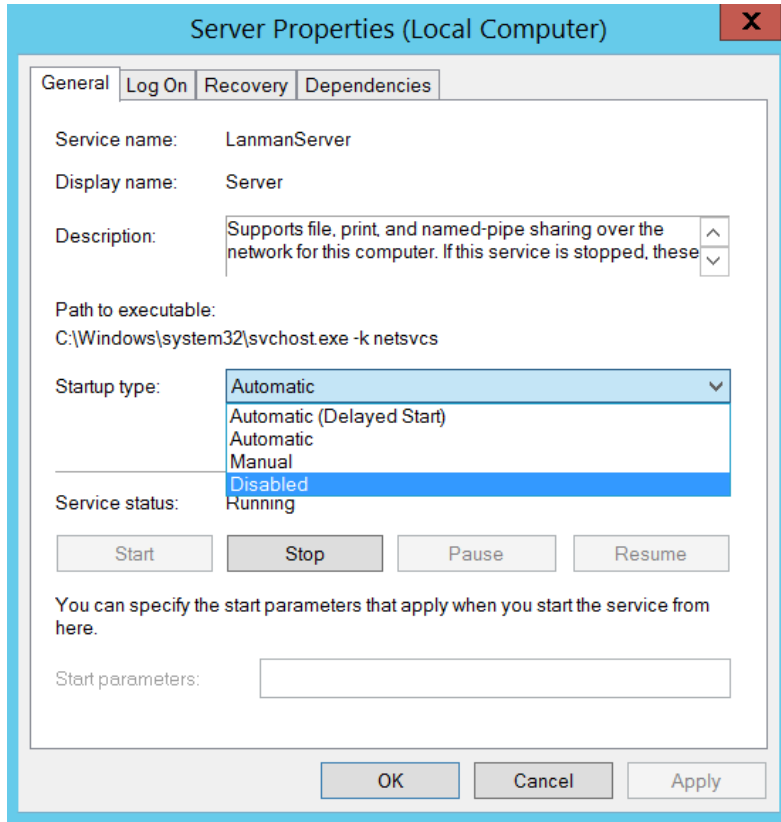 Server Properties (Local Computer)
X
General Log On Recovery Dependencies
Service name: LanmanServer
Display name: Server
Description: Supports file, print, and named-pipe sharing over the
network for this computer. If this service is stopped, these
Path to executable:
C:\Windows\system32\svchost.exe -k netsvcs
Startup type: Automatic
Automatic (Delayed Start)
Automatic
Manual
Disabled
Service status: Running
Start Stop Pause Resume
You can specify the start parameters that apply when you start the service from
here.
Start parameters:
OK Cancel Apply